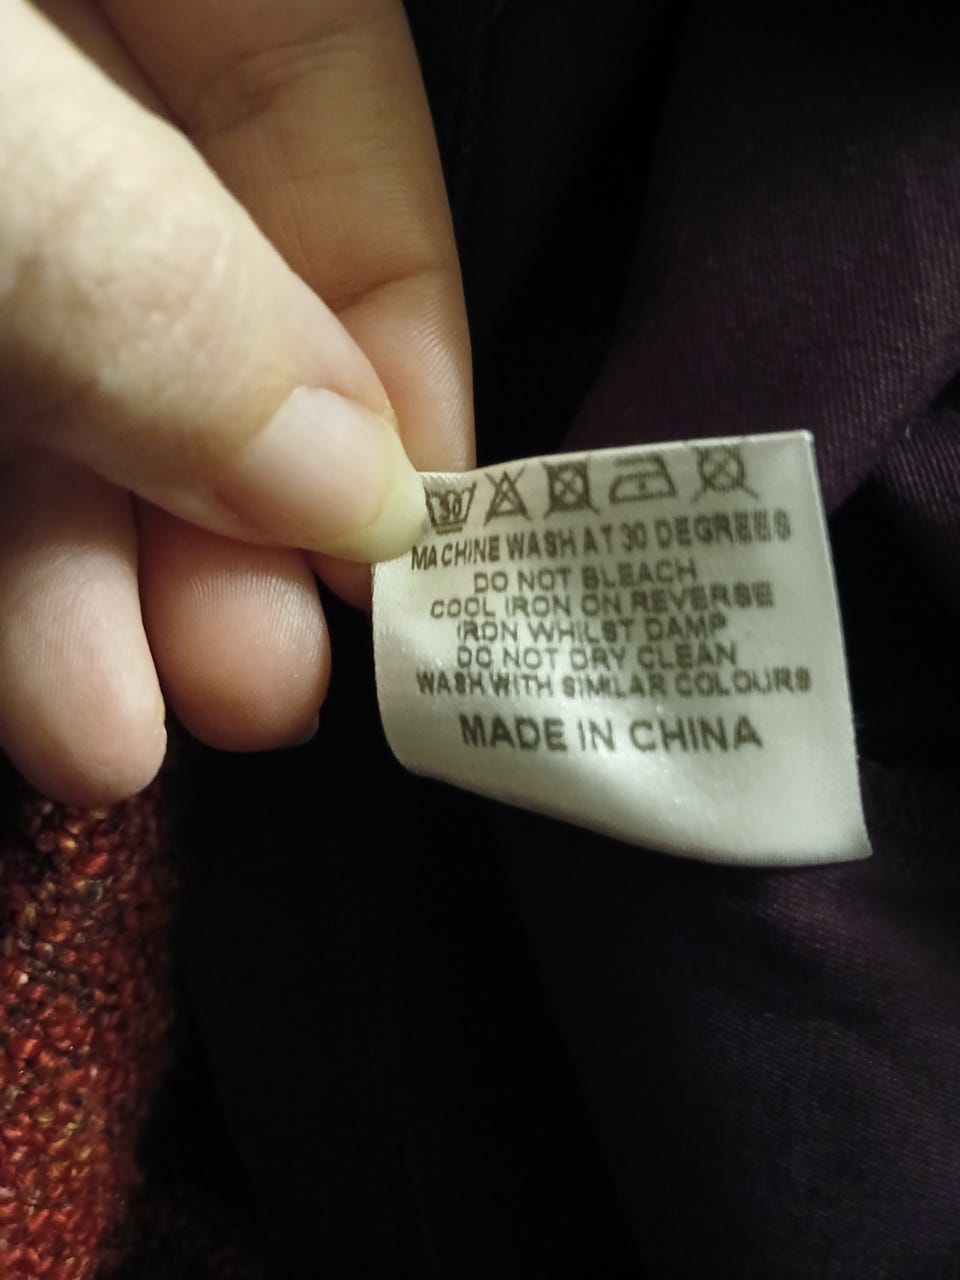 30
MACHINE WASH AT 30 DEGREES
DO NOT BLEACH
COOL IRON ON REVERSE
IRON WHILST DAMP
DO NOT DRY CLEAN
WASH WITH SIMILAR COLOURS
MADE IN CHINA